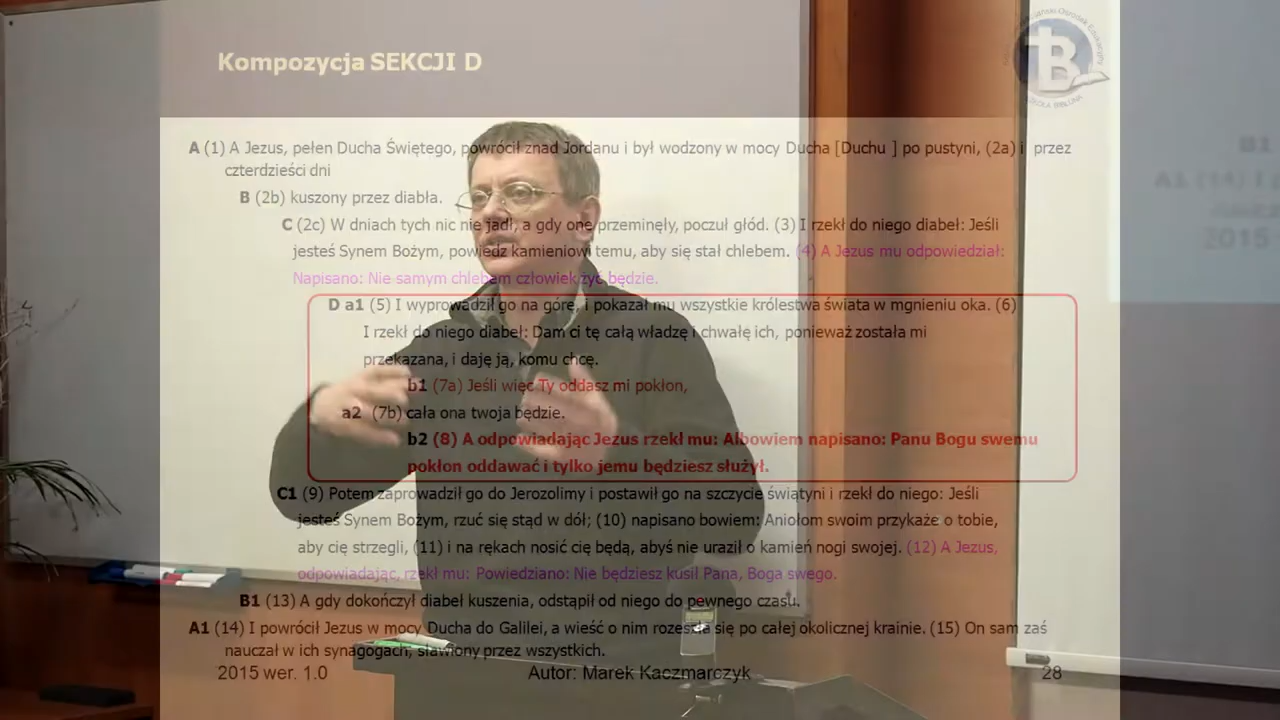 Kompozycja SEKCJI D
A (1) A Jezus, pełen Ducha Świętego, powrócił znad Jordanu i był wodzony w mocy Ducha [Duchu ] po pustyni, (2a) i przez
czterdzieści dni
B (2b) kuszony przez diabła.
C (2c) W dniach tych nic nie jadł, a gdy one przeminęły, poczuł głód. (3) I rzekł do niego diabeł: Jeśli
jesteś Synem Bożym, powiedz kamieniowi temu, aby się stał chlebem. (4) A Jezus mu odpowiedział:
Napisano: Nie samym chlebem człowiek żyć będzie.
D a1 (5) I wyprowadził go na górę, i pokazał mu wszystkie królestwa świata w mgnieniu oka. (6)
I rzekł do niego diabeł: Dam ci tę całą władzę i chwałę ich, ponieważ została mi
przekazana, i daję ją, komu chcę.
b1 (7a) Jeśli więc Ty oddasz mi pokłon,
a2 (7b) cała ona twoja będzie.
b2 (8) A odpowiadając Jezus rzekł mu: Albowiem napisano: Panu Bogu swemu
pokłon oddawać i tylko jemu będziesz służył.
C1 (9) Potem zaprowadził go do Jerozolimy i postawił go na szczycie świątyni i rzekł do niego: Jeśli
jesteś Synem Bożym, rzuć się stąd w dół; (10) napisano bowiem: Aniołom swoim przykaże o tobie,
aby cię strzegli, (11) i na rękach nosić cię będą, abyś nie uraził o kamień nogi swojej. (12) A Jezus,
odpowiadając, rzekł mu: Powiedziano: Nie będziesz kusił Pana, Boga swego.
B1 (13) A gdy dokończył diabeł kuszenia, odstąpił od niego do pewnego czasu.
A1 (14) I powrócił Jezus w mocy Ducha do Galilei, a wieść o nim rozeszła się po całej okolicznej krainie. (15) On sam zaś
nauczał w ich synagogach, sławiony przez wszystkich.
2015 wer. 1.0 Autor: Marek Kaczmarczyk 28
B1
A1 (14) I
2015